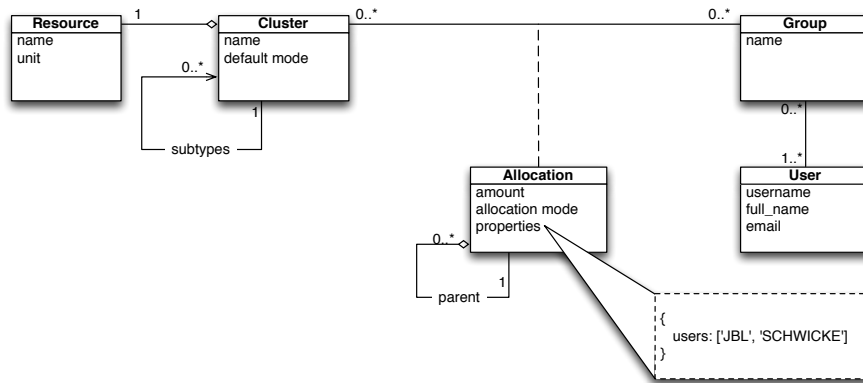 Resource
name
unit
1
Cluster
name
default mode
0..*
0..*
Group
name
0..*
1
subtypes
0..*
1..*
Allocation
amount
allocation mode
properties
User
username
full_name
email
0..*
1
parent
{
users: ['JBL', 'SCHWICKE']
}